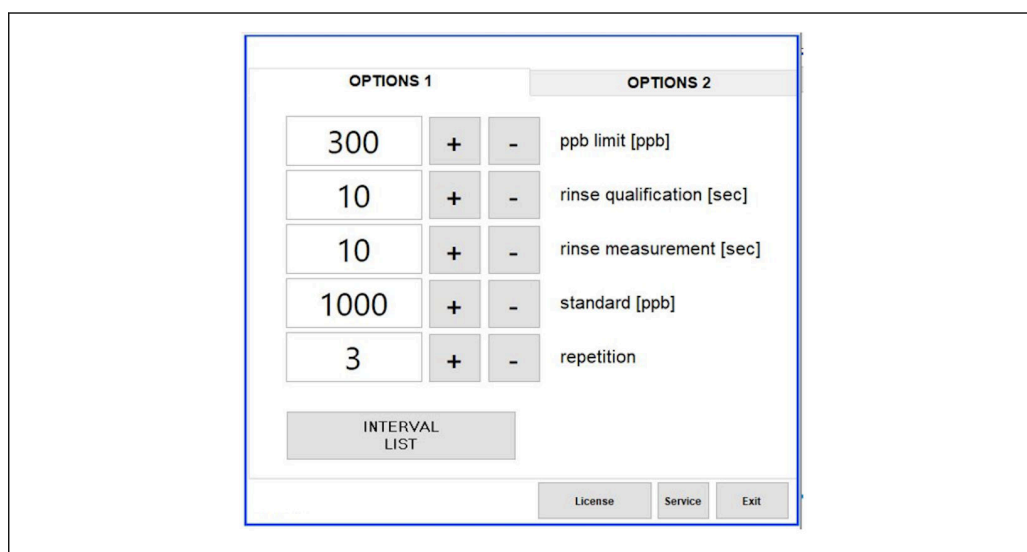 OPTIONS 1 OPTIONS 2
300 + - ppb limit [ppb]
10 + - rinse qualification [sec]
10 + - rinse measurement [sec]
1000 + - standard [ppb]
3 + - repetition
INTERVAL
LIST
License Service Exit